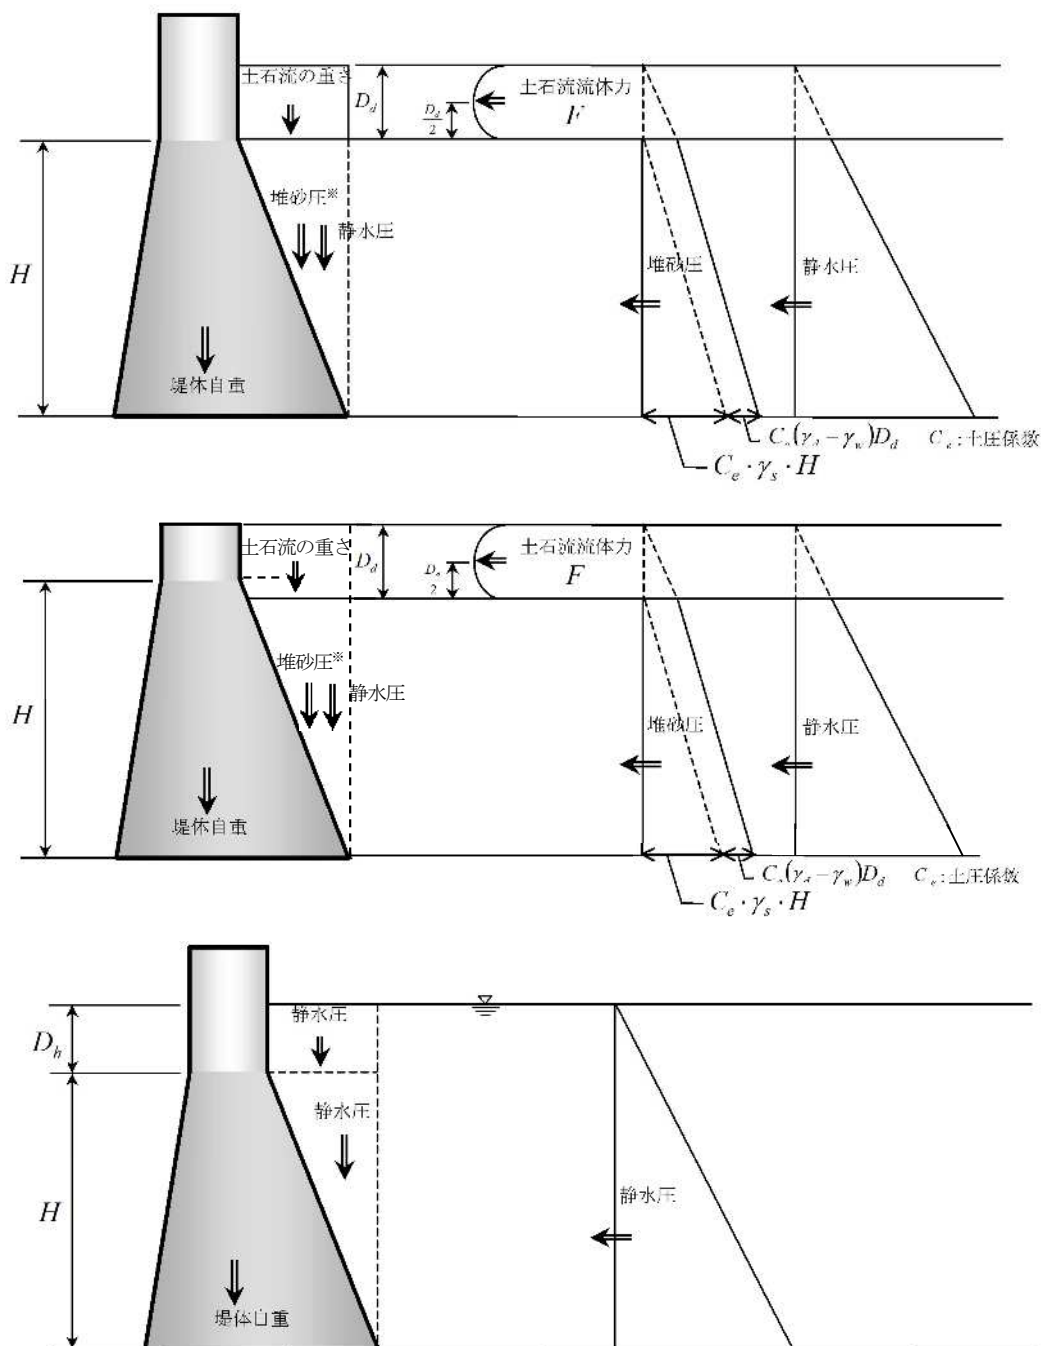 土石流の重さ
D_d
D_d/2
土石流流体力
F
堆砂圧※
静水圧
H
堆砂圧
静水圧
堤体自重
C_e(γ_d−γ_w)D_d
C_e:土圧係数
C_e・γ_s・H
土石流の重さ
D_d
D_d/2
土石流流体力
F
堆砂圧※
静水圧
H
堆砂圧
静水圧
堤体自重
C_e(γ_d−γ_w)D_d
C_e:土圧係数
C_e・γ_s・H
静水圧
D_h
静水圧
H
静水圧
堤体自重